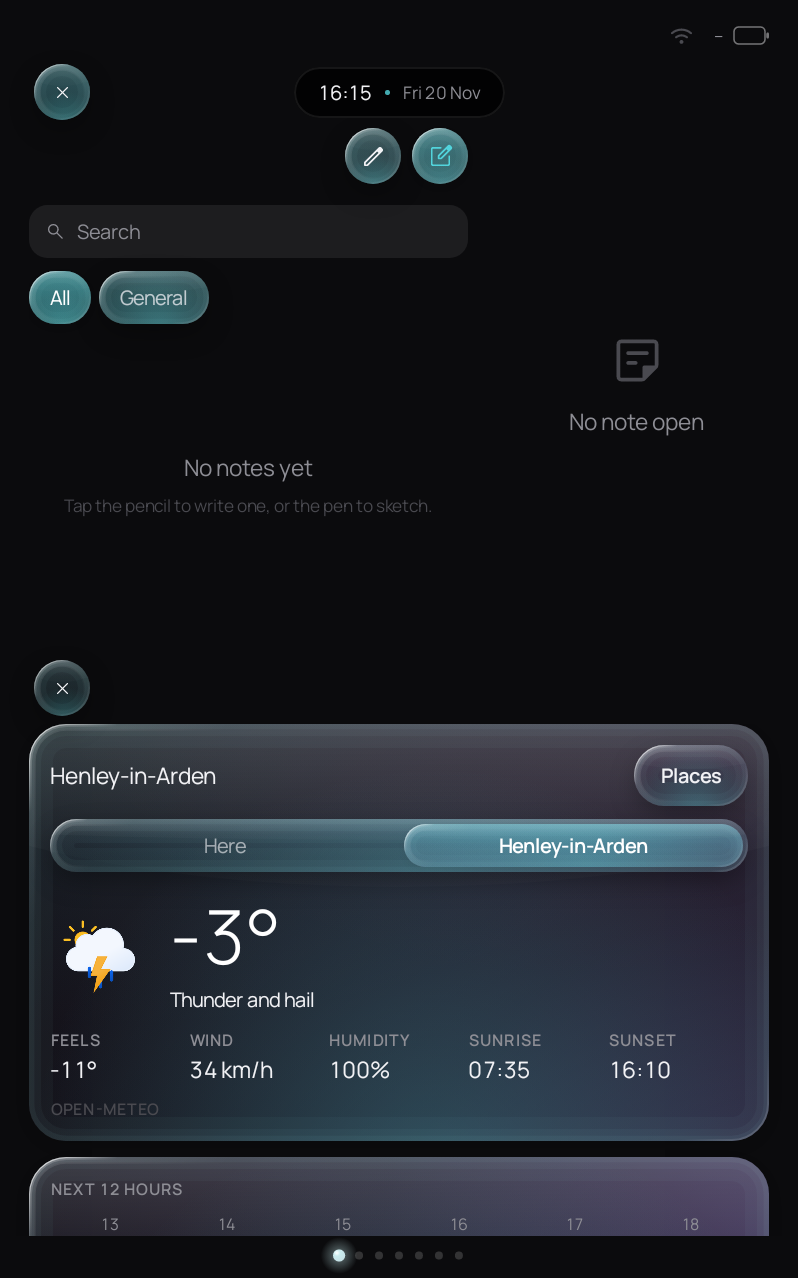 –
16:15 • Fri 20 Nov
Search
All
General
No note open
No notes yet
Tap the pencil to write one, or the pen to sketch.
Henley-in-Arden
Places
Here
Henley-in-Arden
-3°
Thunder and hail
FEELS
WIND
HUMIDITY
SUNRISE
SUNSET
-11°
34 km/h
100%
07:35
16:10
OPEN-METEO
NEXT 12 HOURS
13
14
15
16
17
18